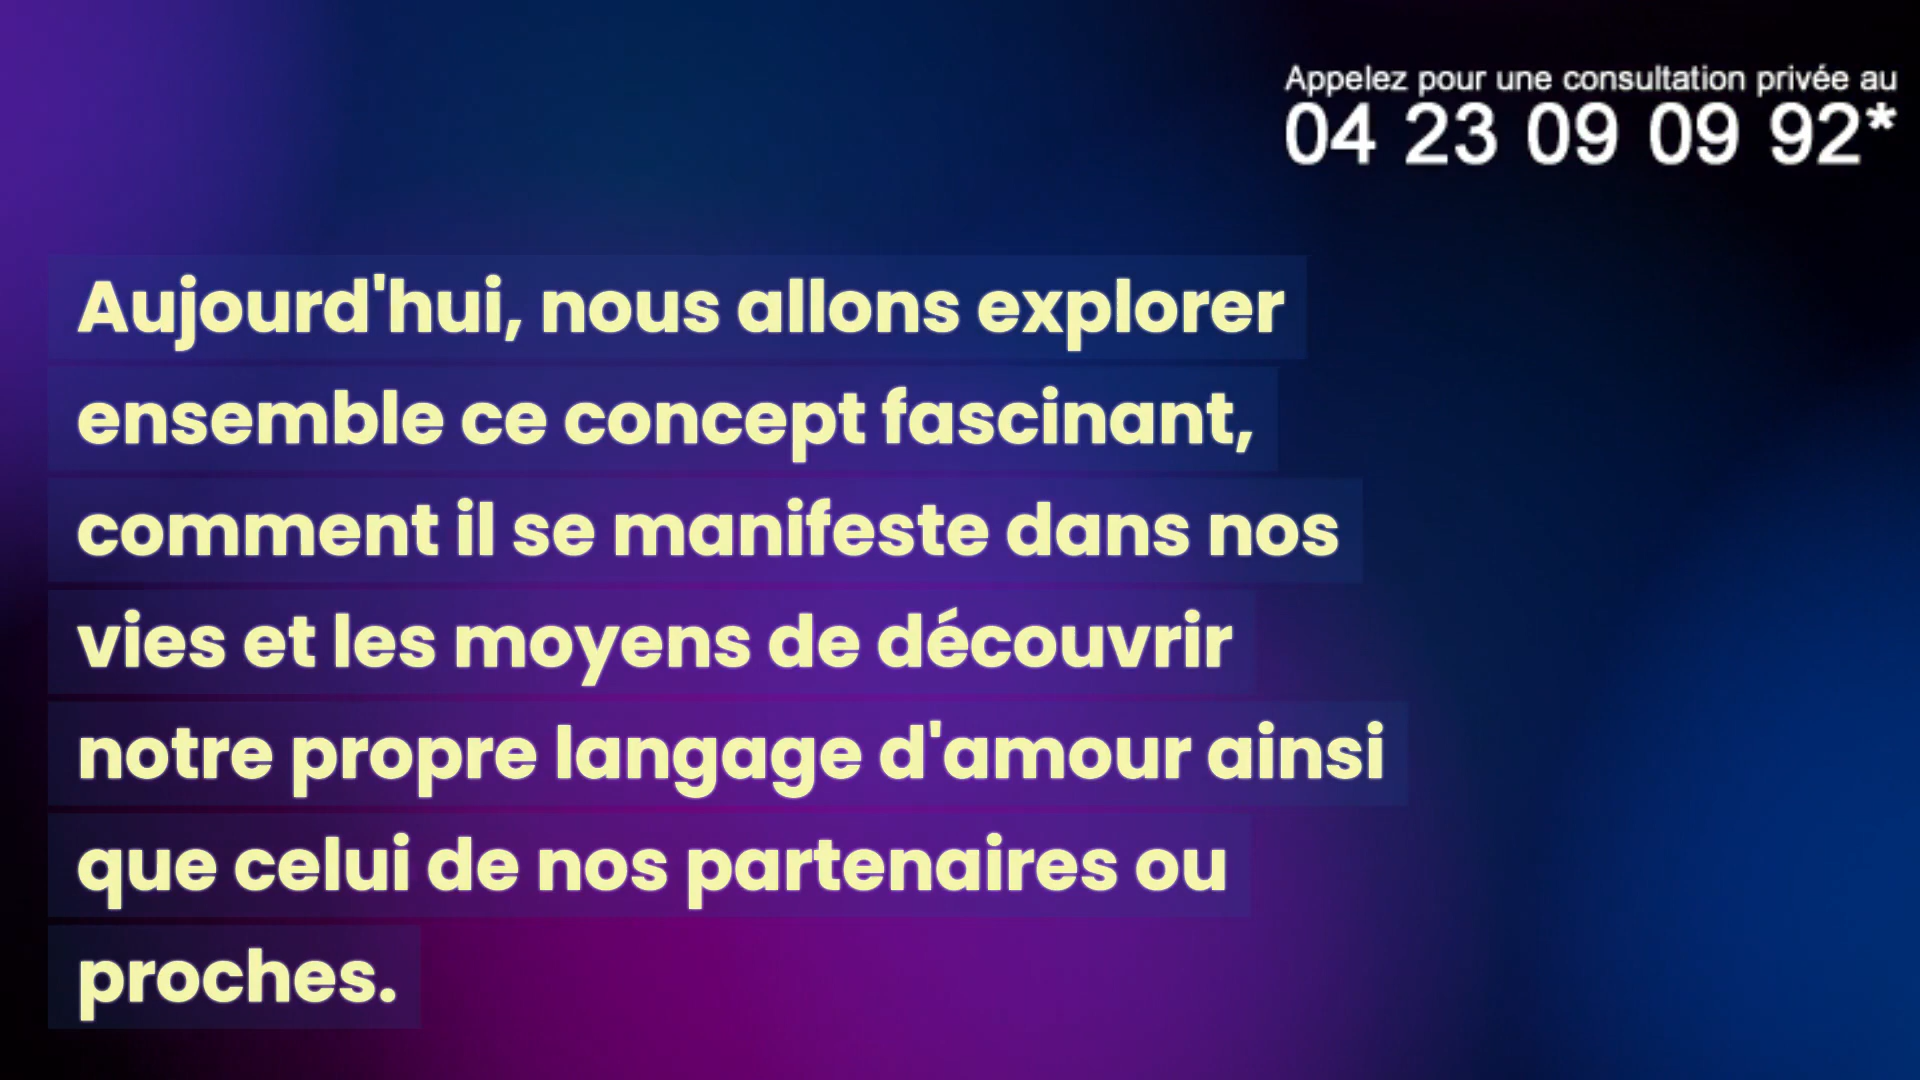 Appelez pour une consultation privée au
04 23 09 09 92*
Aujourd'hui, nous allons explorer
ensemble ce concept fascinant,
comment il se manifeste dans nos
vies et les moyens de découvrir
notre propre langage d'amour ainsi
que celui de nos partenaires ou
proches.